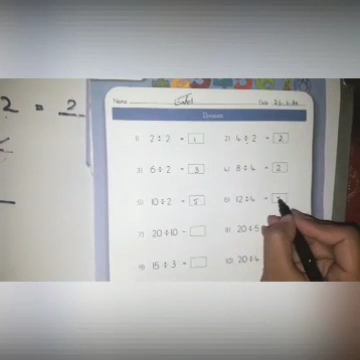 2 = 2
Name
Date
Division
1) 2 ÷ 2 = 1
2) 4 ÷ 2 = 2
3) 6 ÷ 2 = 3
4) 8 ÷ 4 = 2
5) 10 ÷ 2 = 5
6) 12 ÷ 4 =
7) 20 ÷ 10 =
8) 20 ÷ 5
9) 15 ÷ 3 =
10) 20 ÷ 4